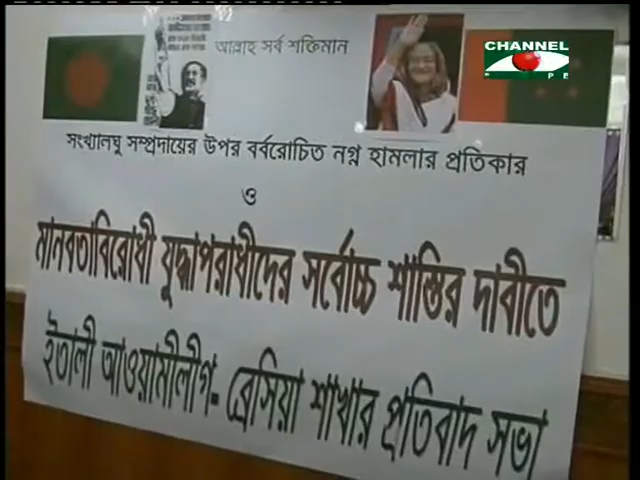 আল্লাহ সর্ব শক্তিমান
CHANNEL
PE
সংখ্যালঘু সম্প্রদায়ের উপর বর্বরোচিত নগ্ন হামলার প্রতিকার
ও
মানবতাবিরোধী যুদ্ধাপরাধীদের সর্বোচ্চ শাস্তির দাবীতে
ইতালী আওয়ামীলীগ- ব্রেসিয়া শাখার প্রতিবাদ সভা